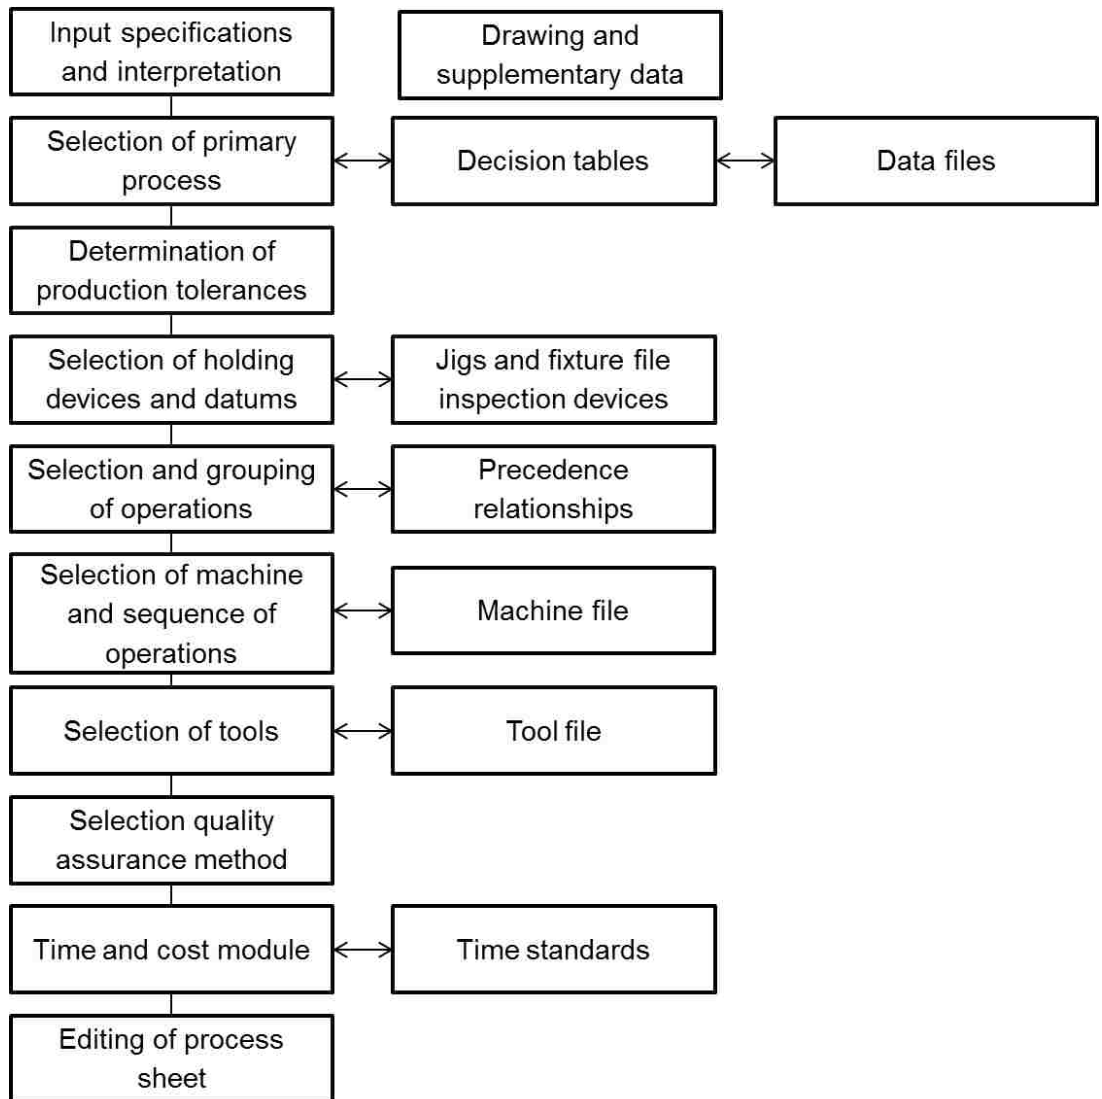 Input specifications
and interpretation
Drawing and
supplementary data
Selection of primary
process
Decision tables
Data files
Determination of
production tolerances
Selection of holding
devices and datums
Jigs and fixture file
inspection devices
Selection and grouping
of operations
Precedence
relationships
Selection of machine
and sequence of
operations
Machine file
Selection of tools
Tool file
Selection quality
assurance method
Time and cost module
Time standards
Editing of process
sheet